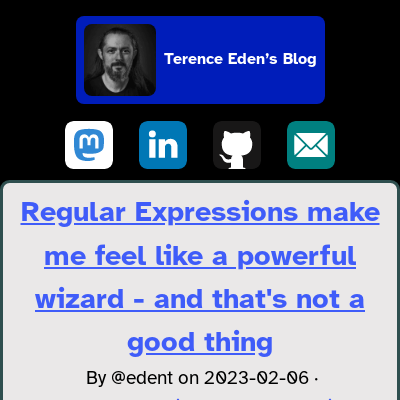 Terence Eden’s Blog
Regular Expressions make
me feel like a powerful
wizard - and that's not a
good thing
By @edent on 2023-02-06 ·